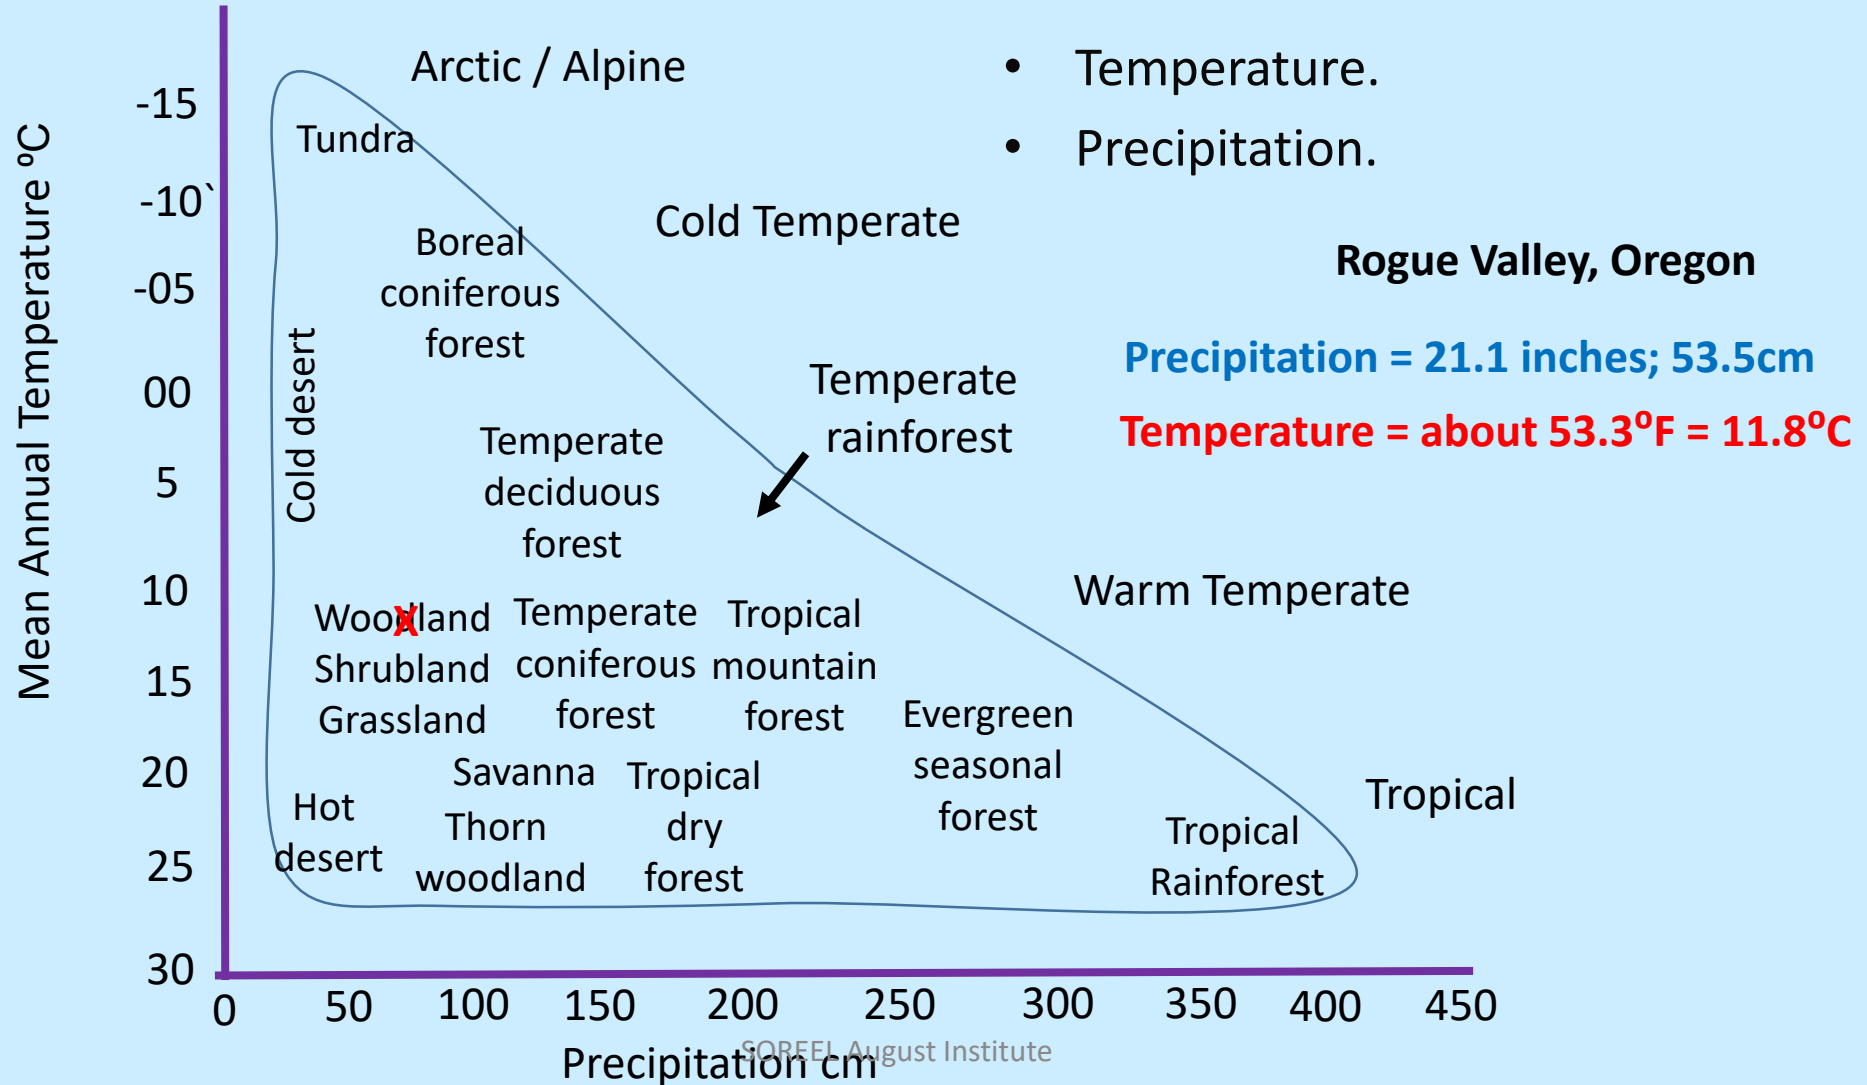 Arctic / Alpine
• Temperature.
• Precipitation.
Mean Annual Temperature ºC
-15
-10`
-05
00
5
10
15
20
25
30
Tundra
Cold Temperate
Boreal
coniferous
forest
Rogue Valley, Oregon
Precipitation = 21.1 inches; 53.5cm
Temperature = about 53.3ºF = 11.8ºC
Cold desert
Temperate
rainforest
Temperate
deciduous
forest
Warm Temperate
Woodland
X
Shrubland
Grassland
Temperate
coniferous
forest
Tropical
mountain
forest
Evergreen
seasonal
forest
Savanna
Thorn
woodland
Tropical
dry
forest
Hot
desert
Tropical
Tropical
Rainforest
0 50 100 150 200 250 300 350 400 450
Precipitation cm
SOREEL August Institute